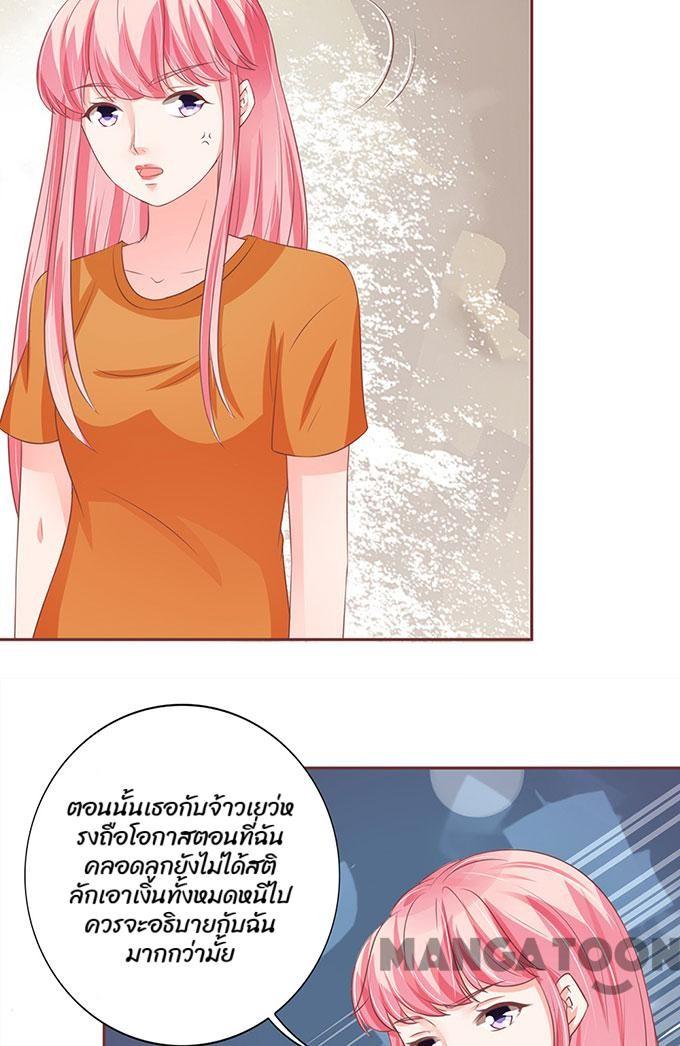 ตอนนั้นเธอกับจ้าวเยว่ห
รงถือโอกาสตอนที่ฉัน
คลอดลูกยังไม่ได้สติ
ลักเอาเงินทั้งหมดหนีไป
ควรจะอธิบายกับฉัน
มากกว่ามั้ย
MANGATOON